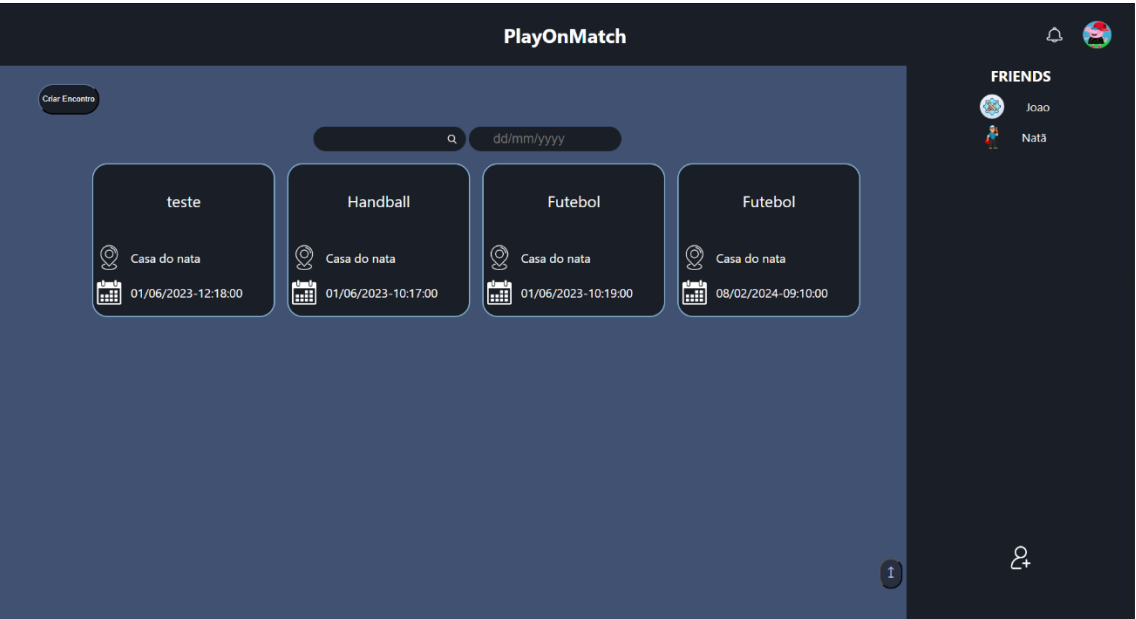 PlayOnMatch
FRIENDS
Joao
Natã
Criar Encontro
dd/mm/yyyy
teste
Casa do nata
01/06/2023-12:18:00
Handball
Casa do nata
01/06/2023-10:17:00
Futebol
Casa do nata
01/06/2023-10:19:00
Futebol
Casa do nata
08/02/2024-09:10:00